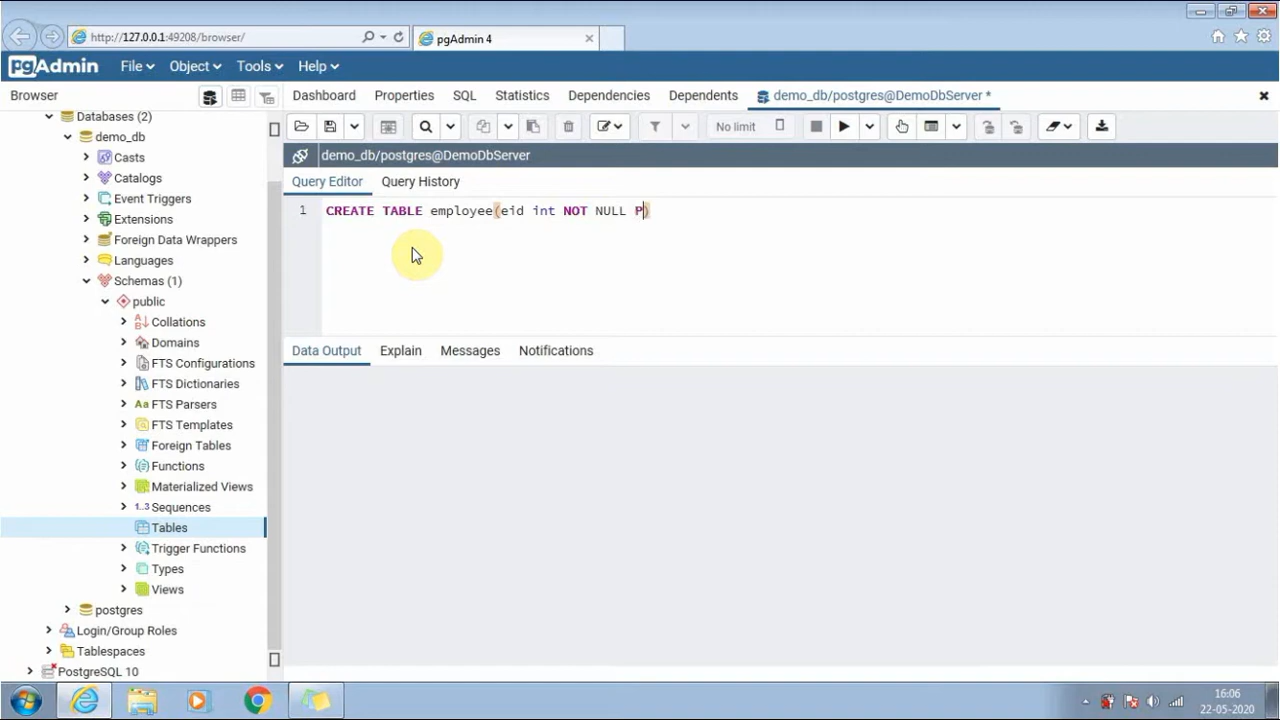 http://127.0.0.1:49208/browser/
pgAdmin 4
pgAdmin File Object Tools Help
Browser
Dashboard Properties SQL Statistics Dependencies Dependents demo_db/postgres@DemoDbServer *
No limit
demo_db/postgres@DemoDbServer
Query Editor Query History
1 CREATE TABLE employee(eid int NOT NULL P)
Data Output Explain Messages Notifications
Databases (2)
demo_db
Casts
Catalogs
Event Triggers
Extensions
Foreign Data Wrappers
Languages
Schemas (1)
public
Collations
Domains
FTS Configurations
FTS Dictionaries
Aa FTS Parsers
FTS Templates
Foreign Tables
Functions
Materialized Views
1..3 Sequences
Tables
Trigger Functions
Types
Views
postgres
Login/Group Roles
Tablespaces
PostgreSQL 10
16:06
22-05-2020